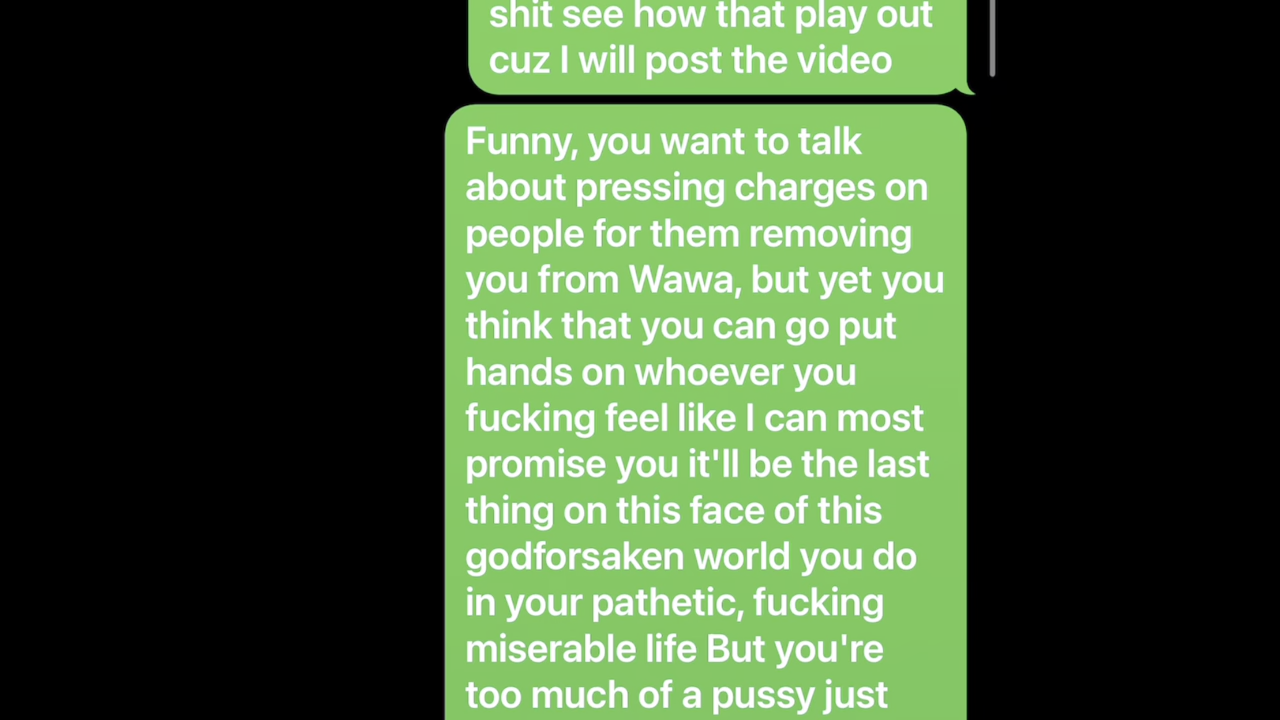 shit see how that play out
cuz I will post the video
Funny, you want to talk
about pressing charges on
people for them removing
you from Wawa, but yet you
think that you can go put
hands on whoever you
fucking feel like I can most
promise you it'll be the last
thing on this face of this
godforsaken world you do
in your pathetic, fucking
miserable life But you're
too much of a pussy just